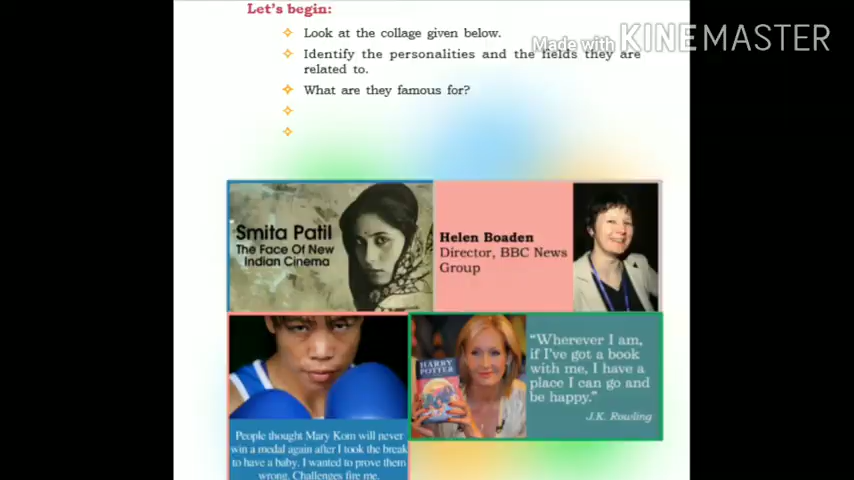 Let's begin:
Look at the collage given below.
Made with KINEMASTER
Identify the personalities and the fields they are
related to.
What are they famous for?
Smita Patil
The Face Of New
Indian Cinema
Helen Boaden
Director, BBC News
Group
HARRY
POTTER
"Wherever I am,
if I've got a book
with me, I have a
place I can go and
be happy."
J.K. Rowling
People thought Mary Kom will never
win a medal again after I took the break
to have a baby. I wanted to prove them
wrong. Challenges fire me.